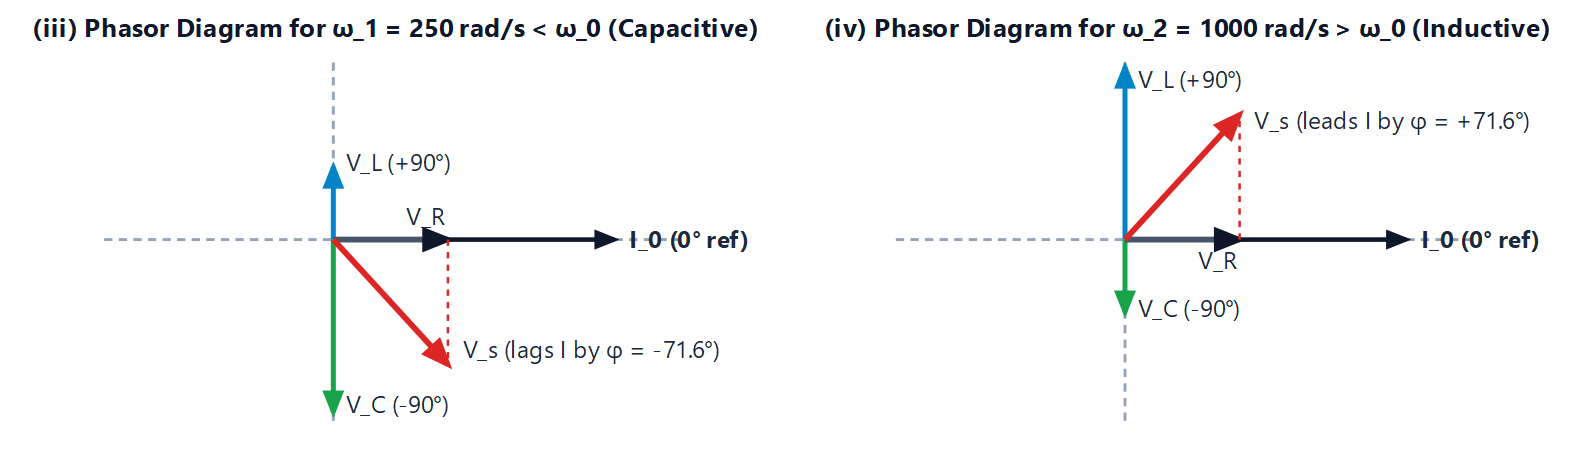 (iii) Phasor Diagram for ω_1 = 250 rad/s < ω_0 (Capacitive)
V_L (+90°)
V_R
I_0 (0° ref)
V_s (lags I by φ = -71.6°)
V_C (-90°)
(iv) Phasor Diagram for ω_2 = 1000 rad/s > ω_0 (Inductive)
V_L (+90°)
V_s (leads I by φ = +71.6°)
I_0 (0° ref)
V_R
V_C (-90°)